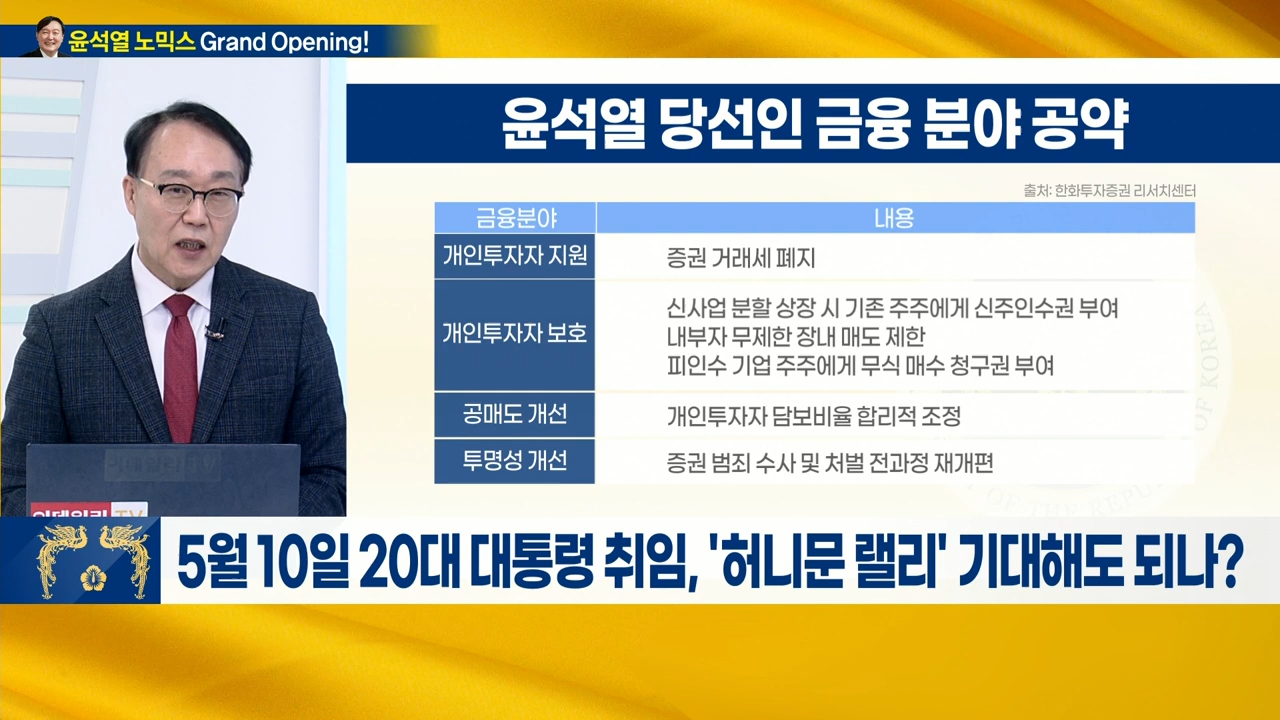 윤석열 노믹스 Grand Opening!
윤석열 당선인 금융 분야 공약
출처: 한화투자증권 리서치센터
금융분야 내용
개인투자자 지원 증권 거래세 폐지
개인투자자 보호 신사업 분할 상장 시 기존 주주에게 신주인수권 부여
내부자 무제한 장내 매도 제한
피인수 기업 주주에게 무식 매수 청구권 부여
공매도 개선 개인투자자 담보비율 합리적 조정
투명성 개선 증권 범죄 수사 및 처벌 전과정 재개편
이데일리 TV
5월 10일 20대 대통령 취임, '허니문 랠리' 기대해도 되나?